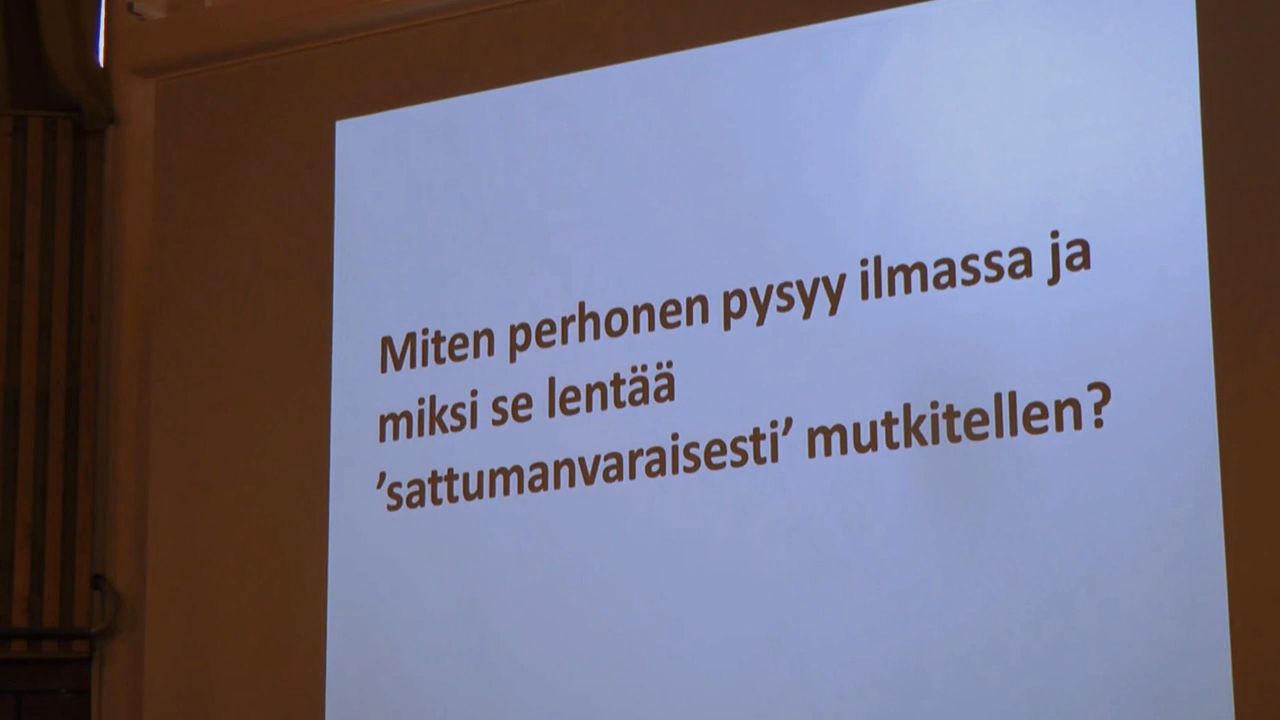 Miten perhonen pysyy ilmassa ja
miksi se lentää
’sattumanvaraisesti’ mutkitellen?